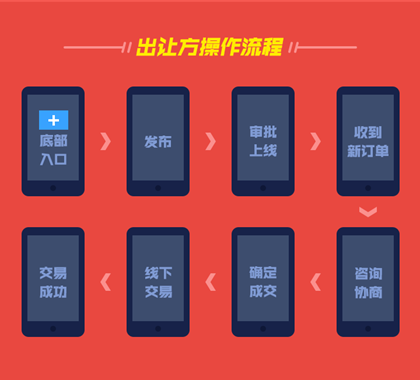 出让方操作流程
底部
入口
发布
审批
上线
收到
新订单
咨询
协商
确定
成交
线下
交易
交易
成功